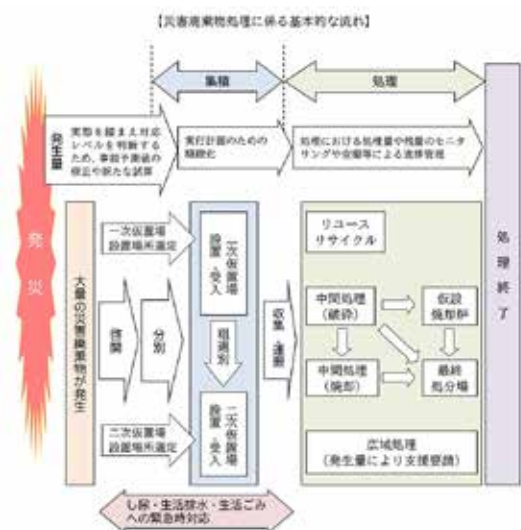 【災害廃棄物処理に係る基本的な流れ】
集積
処理
発生量
実態を踏まえ対応
レベルを判断する
ため、事前予測値の
修正や新たな試算
実行計画のための
精緻化
処理における処理量や残量のモニタ
リングや空撮等による進捗管理
発災
大量の災害廃棄物が発生
一次仮置場
設置場所選定
啓開
分別
二次仮置場
設置場所選定
一次仮置場
設置・受入
粗選別
二次仮置場
設置・受入
収集・運搬
リユース
リサイクル
中間処理
(破砕)
仮設
焼却炉
中間処理
(焼却)
最終
処分場
広域処理
(発生量により支援要請)
処理終了
し尿・生活排水・生活ごみ
への緊急時対応